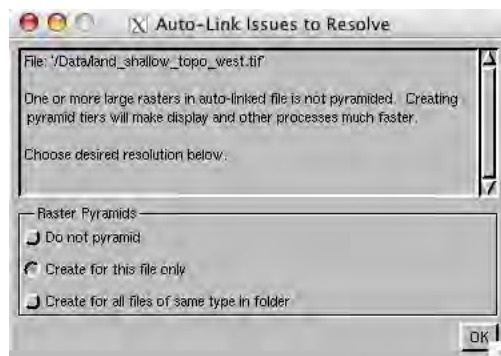 Auto-Link Issues to Resolve
File: '/Data/land_shallow_topo_west.tif'
One or more large rasters in auto-linked file is not pyramided. Creating
pyramid tiers will make display and other processes much faster.
Choose desired resolution below.
Raster Pyramids
Do not pyramid
Create for this file only
Create for all files of same type in folder
OK